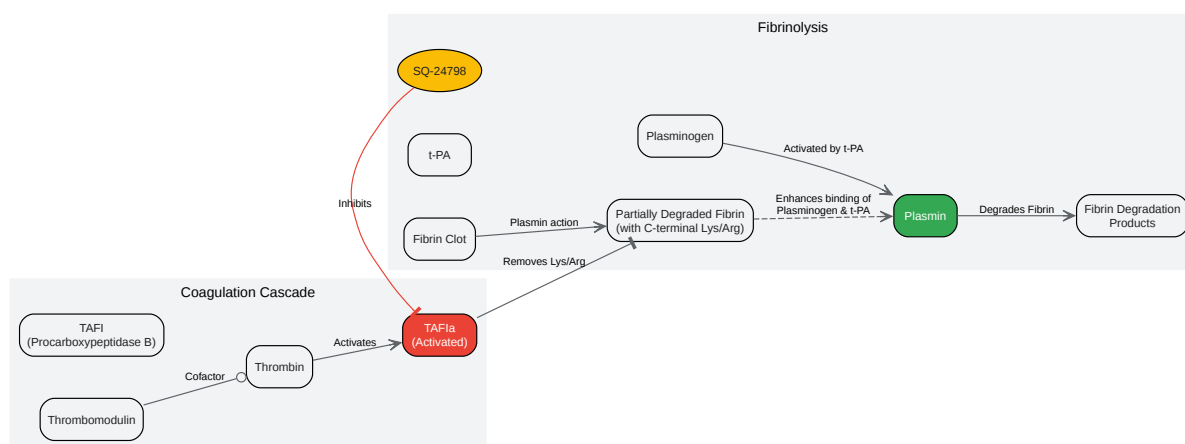 Fibrinolysis
SQ-24798
t-PA
Plasminogen
Activated by t-PA
Inhibits
Fibrin Clot
Plasmin action
Partially Degraded Fibrin
(with C-terminal Lys/Arg)
Enhances binding of
Plasminogen & t-PA
Plasmin
Degrades Fibrin
Fibrin Degradation
Products
Removes Lys/Arg
Coagulation Cascade
TAFI
(Procarboxypeptidase B)
TAFIa
(Activated)
Activates
Thrombin
Cofactor
Thrombomodulin